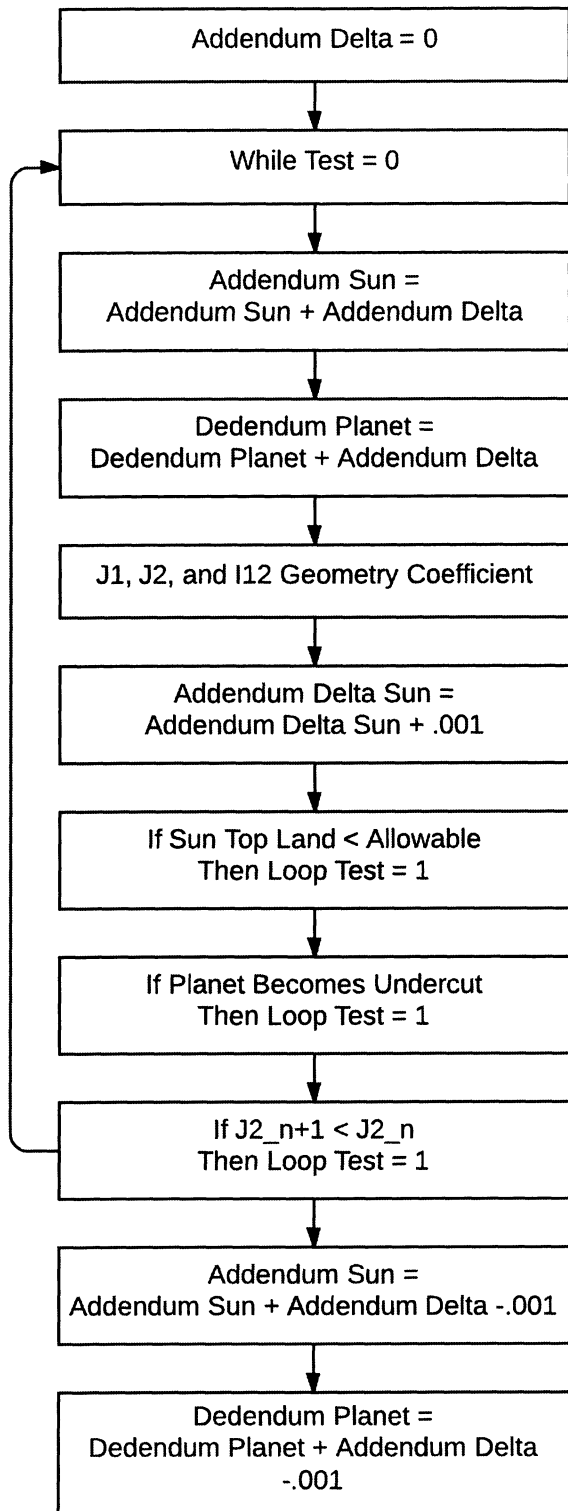 Addendum Delta = 0
While Test = 0
Addendum Sun =
Addendum Sun + Addendum Delta
Dedendum Planet =
Dedendum Planet + Addendum Delta
J1, J2, and I12 Geometry Coefficient
Addendum Delta Sun =
Addendum Delta Sun + .001
If Sun Top Land < Allowable
Then Loop Test = 1
If Planet Becomes Undercut
Then Loop Test = 1
If J2_n+1 < J2_n
Then Loop Test = 1
Addendum Sun =
Addendum Sun + Addendum Delta -.001
Dedendum Planet =
Dedendum Planet + Addendum Delta
-.001